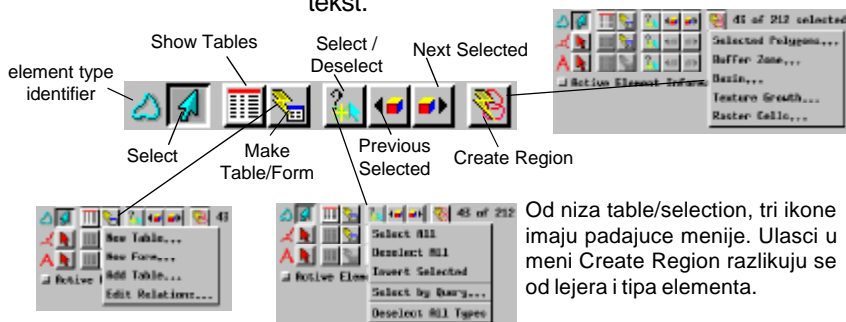 tekst.
Show Tables
Select /
Deselect
Next Selected
element type
identifier
Select
Make
Table/Form
Previous
Selected
Create Region
43 of 212 selected
Selected Polygons...
Buffer Zone...
Basin...
Texture Growth...
Raster Cells...
Active Element Inform
43
New Table...
New Form...
Add Table...
Edit Relations...
Active
43 of 212
Select All
Deselect All
Invert Selected
Select by Query...
Deselect All Types
Active Elem
Od niza table/selection, tri ikone
imaju padajuce menije. Ulasci u
meni Create Region razlikuju se
od lejera i tipa elementa.